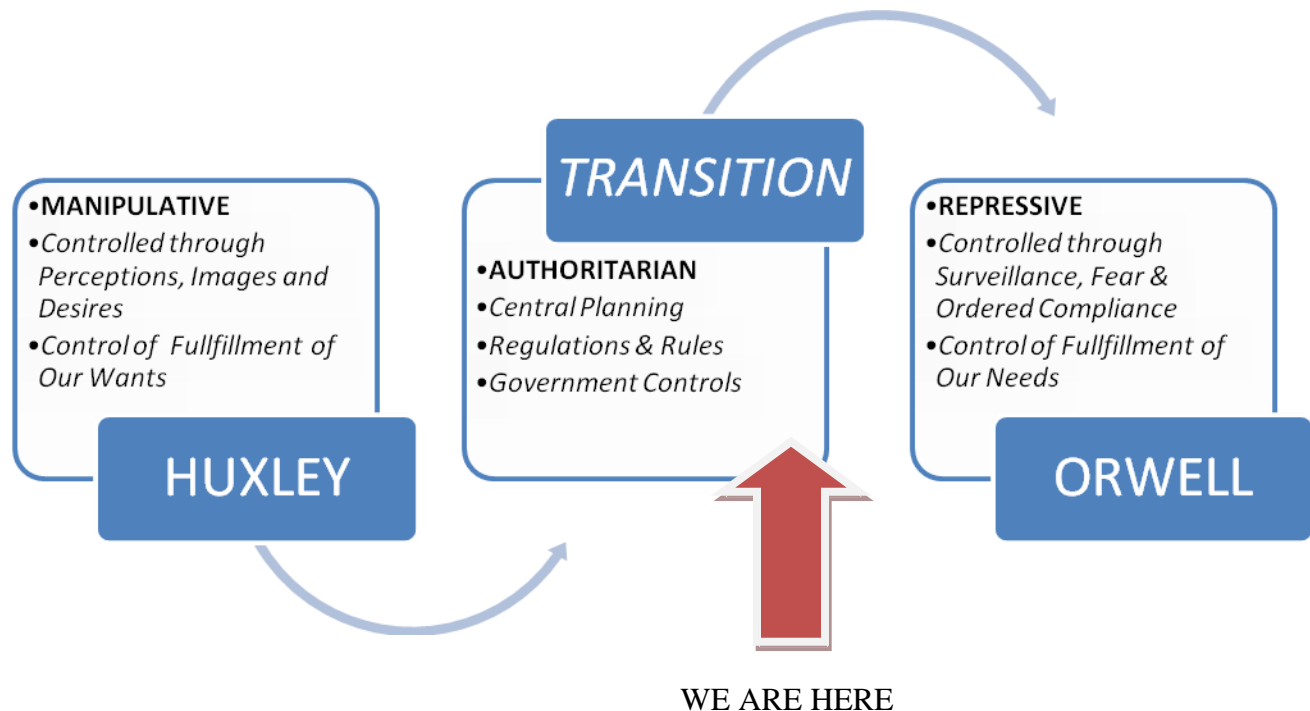 •MANIPULATIVE
•Controlled through
Perceptions, Images and
Desires
•Control of Fullfillment of
Our Wants
HUXLEY
TRANSITION
•AUTHORITARIAN
•Central Planning
•Regulations & Rules
•Government Controls
•REPRESSIVE
•Controlled through
Surveillance, Fear &
Ordered Compliance
•Control of Fullfillment of
Our Needs
ORWELL
WE ARE HERE